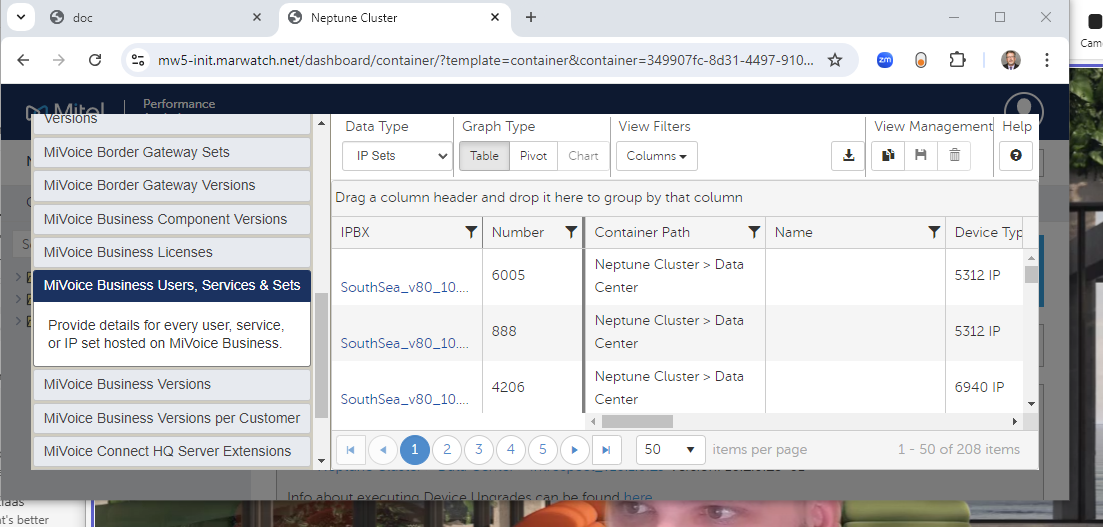 doc
Neptune Cluster
mw5-init.marwatch.net/dashboard/container/?template=container&container=349907fc-8d31-4497-910...
zm
Cam
Mitel
Performance
Versions
MiVoice Border Gateway Sets
MiVoice Border Gateway Versions
MiVoice Business Component Versions
MiVoice Business Licenses
MiVoice Business Users, Services & Sets
Provide details for every user, service,
or IP set hosted on MiVoice Business.
MiVoice Business Versions
MiVoice Business Versions per Customer
MiVoice Connect HQ Server Extensions
Data Type
Graph Type
View Filters
View Management
Help
IP Sets
Table
Pivot
Chart
Columns
Drag a column header and drop it here to group by that column
IPBX
Number
Container Path
Name
Device Typ
SouthSea_v80_10....
6005
Neptune Cluster > Data
Center
5312 IP
SouthSea_v80_10....
888
Neptune Cluster > Data
Center
5312 IP
SouthSea_v80_10....
4206
Neptune Cluster > Data
Center
6940 IP
1
2
3
4
5
50
items per page
1 - 50 of 208 items
Info about executing Device Upgrades can be found here
at's better